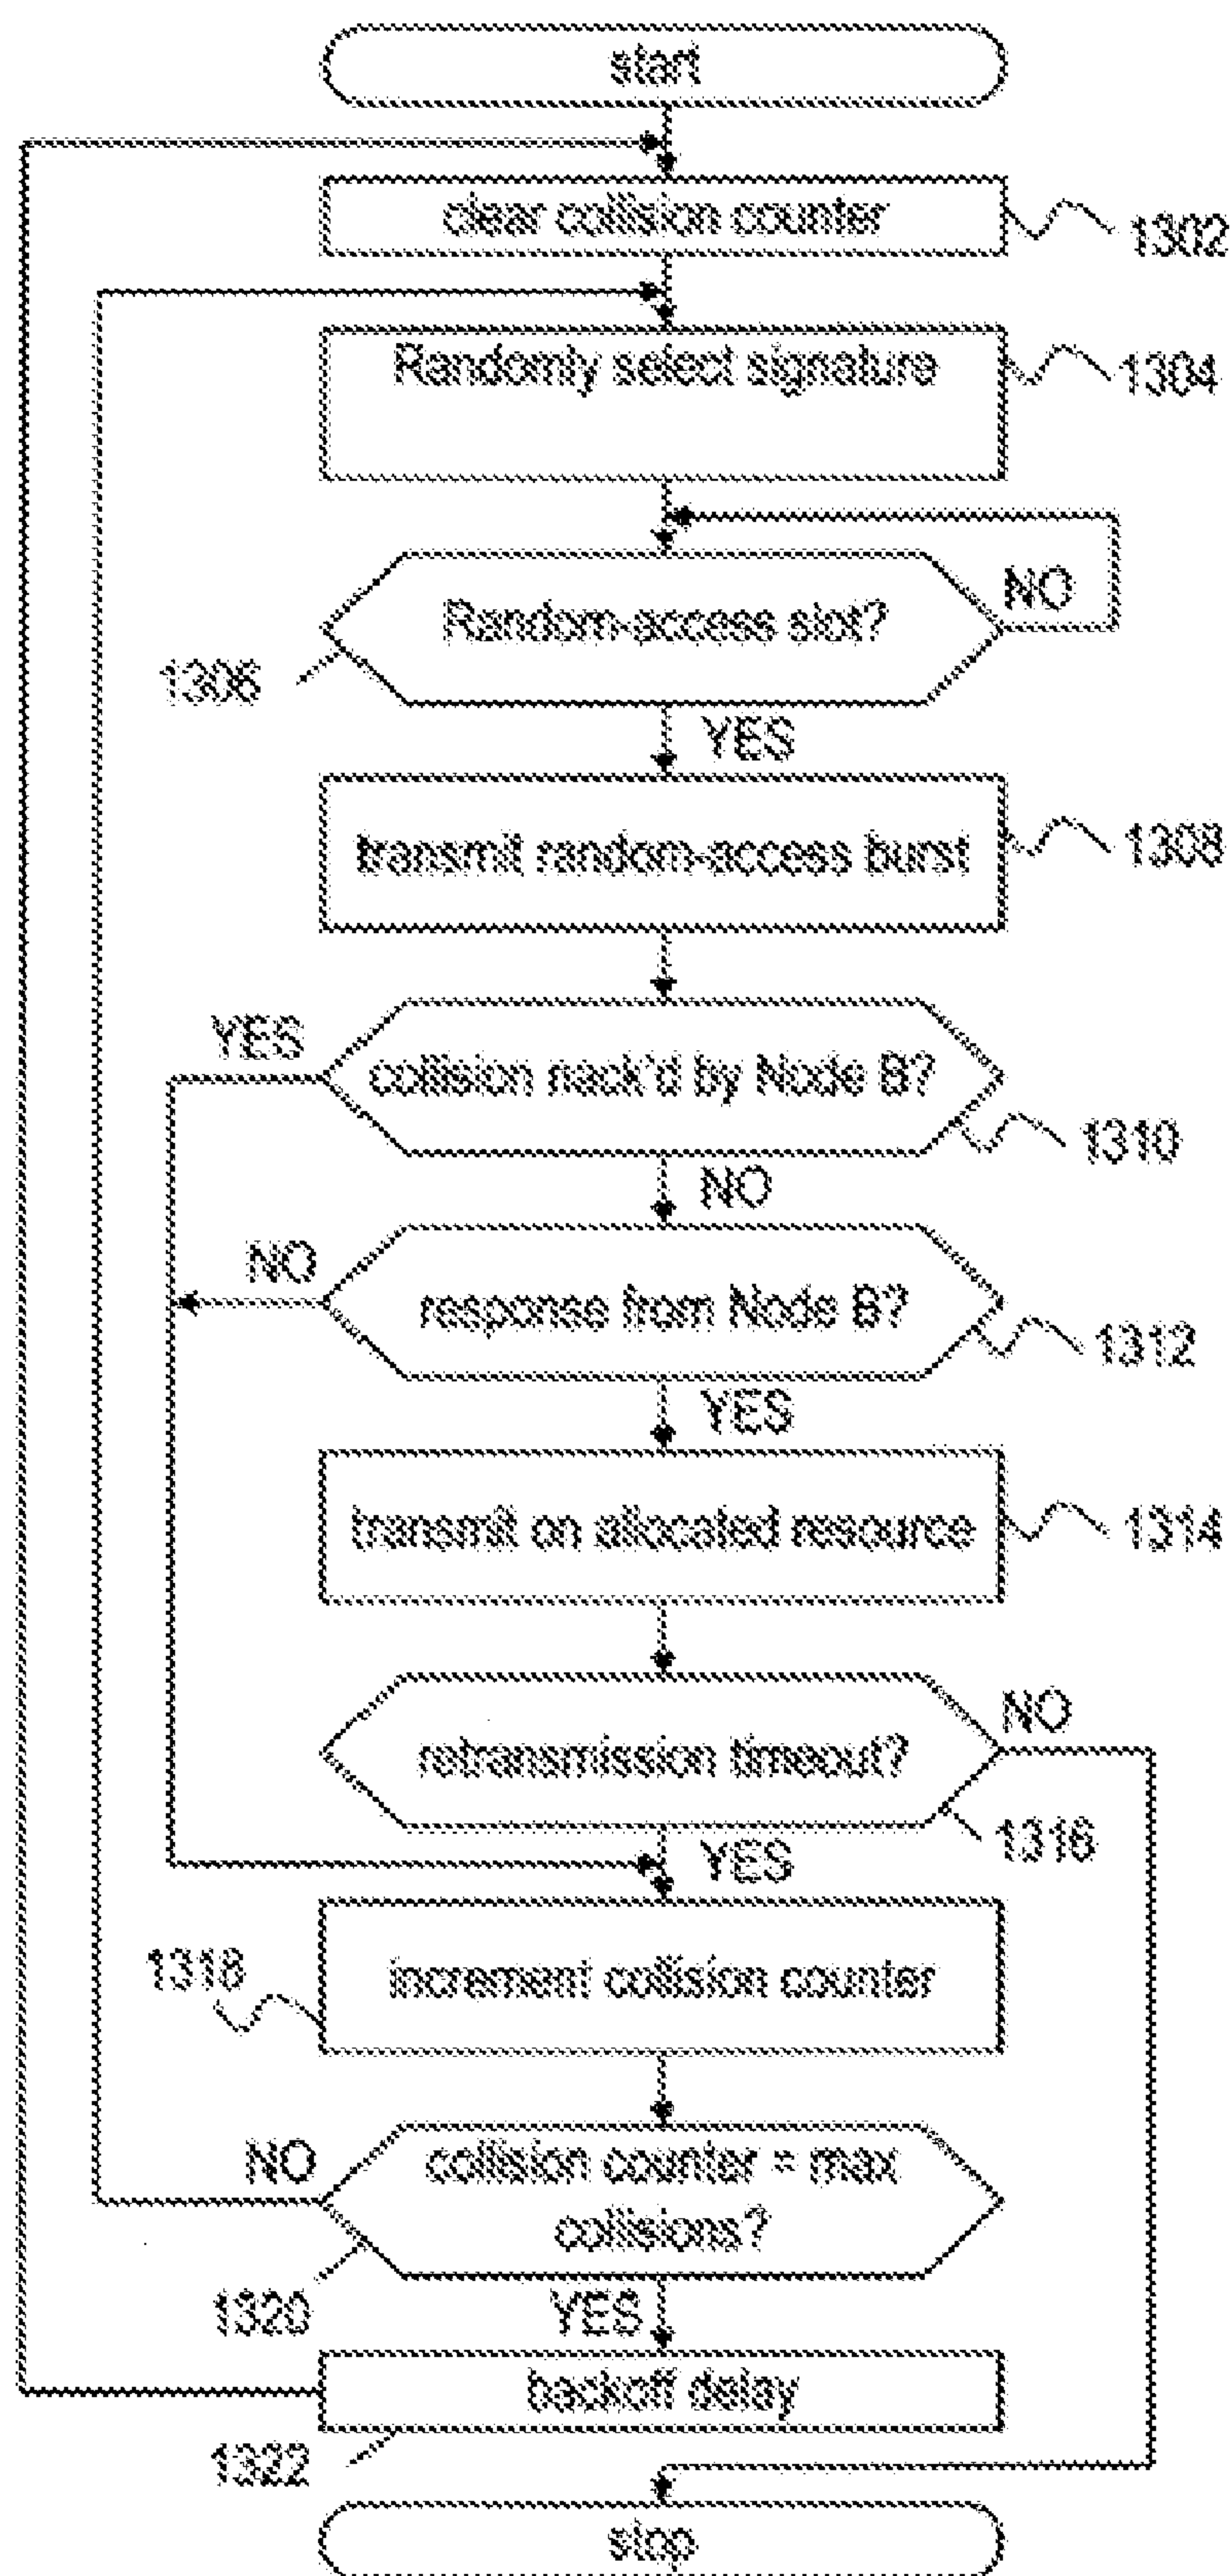 start
clear collision counter
1302
Randomly select signature
1304
NO
Random-access slot?
1306
YES
transmit random-access burst
1308
YES
collision nack'd by Node B?
1310
NO
NO
response from Node B?
1312
YES
transmit on allocated resource
1314
NO
retransmission timeout?
1316
YES
1318
increment collision counter
NO
collision counter = max
collisions?
1320
YES
backoff delay
1322
stop